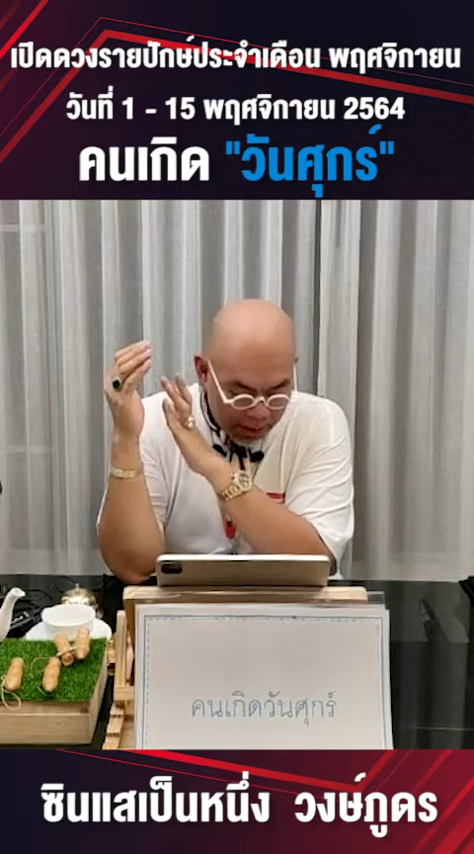 เปิดดวงรายปักษ์ประจำเดือน พฤศจิกายน
วันที่ 1 - 15 พฤศจิกายน 2564
คนเกิด "วันศุกร์"
คนเกิดวันศุกร์
ซินแสเป็นหนึ่ง วงษ์ภูดร